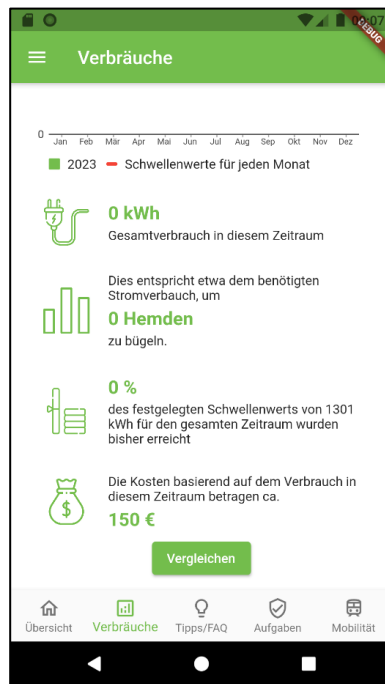 09:07
DEBUG
Verbräuche
0
Jan Feb Mär Apr Mai Jun Jul Aug Sep Okt Nov Dez
2023 Schwellenwerte für jeden Monat
0 kWh
Gesamtverbrauch in diesem Zeitraum
Dies entspricht etwa dem benötigten
Stromverbauch, um
0 Hemden
zu bügeln.
0 %
des festgelegten Schwellenwerts von 1301
kWh für den gesamten Zeitraum wurden
bisher erreicht
Die Kosten basierend auf dem Verbrauch in
diesem Zeitraum betragen ca.
$
150 €
Vergleichen
Übersicht Verbräuche Tipps/FAQ Aufgaben Mobilität